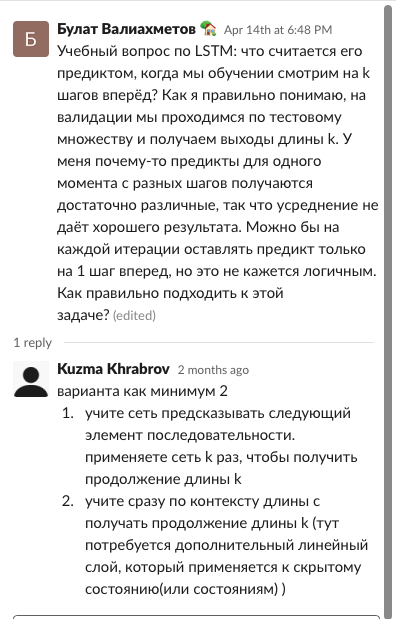 Б
Булат Валиахметов 🏡 Apr 14th at 6:48 PM
Учебный вопрос по LSTM: что считается его
предиктом, когда мы обучении смотрим на k
шагов вперёд? Как я правильно понимаю, на
валидации мы проходимся по тестовому
множеству и получаем выходы длины k. У
меня почему-то предикты для одного
момента с разных шагов получаются
достаточно различные, так что усреднение не
даёт хорошего результата. Можно бы на
каждой итерации оставлять предикт только
на 1 шаг вперед, но это не кажется логичным.
Как правильно подходить к этой
задаче? (edited)
1 reply
Kuzma Khrabrov 2 months ago
варианта как минимум 2
1. учите сеть предсказывать следующий
элемент последовательности.
применяете сеть k раз, чтобы получить
продолжение длины k
2. учите сразу по контексту длины с
получать продолжение длины k (тут
потребуется дополнительный линейный
слой, который применяется к скрытому
состоянию(или состояниям) )